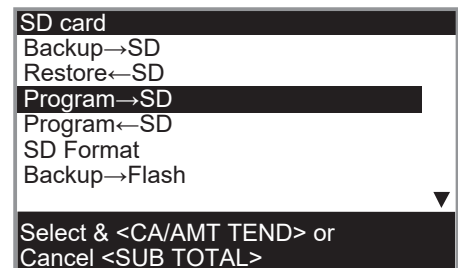 SD card
Backup→SD
Restore←SD
Program→SD
Program←SD
SD Format
Backup→Flash
▼
Select & <CA/AMT TEND> or
Cancel <SUB TOTAL>